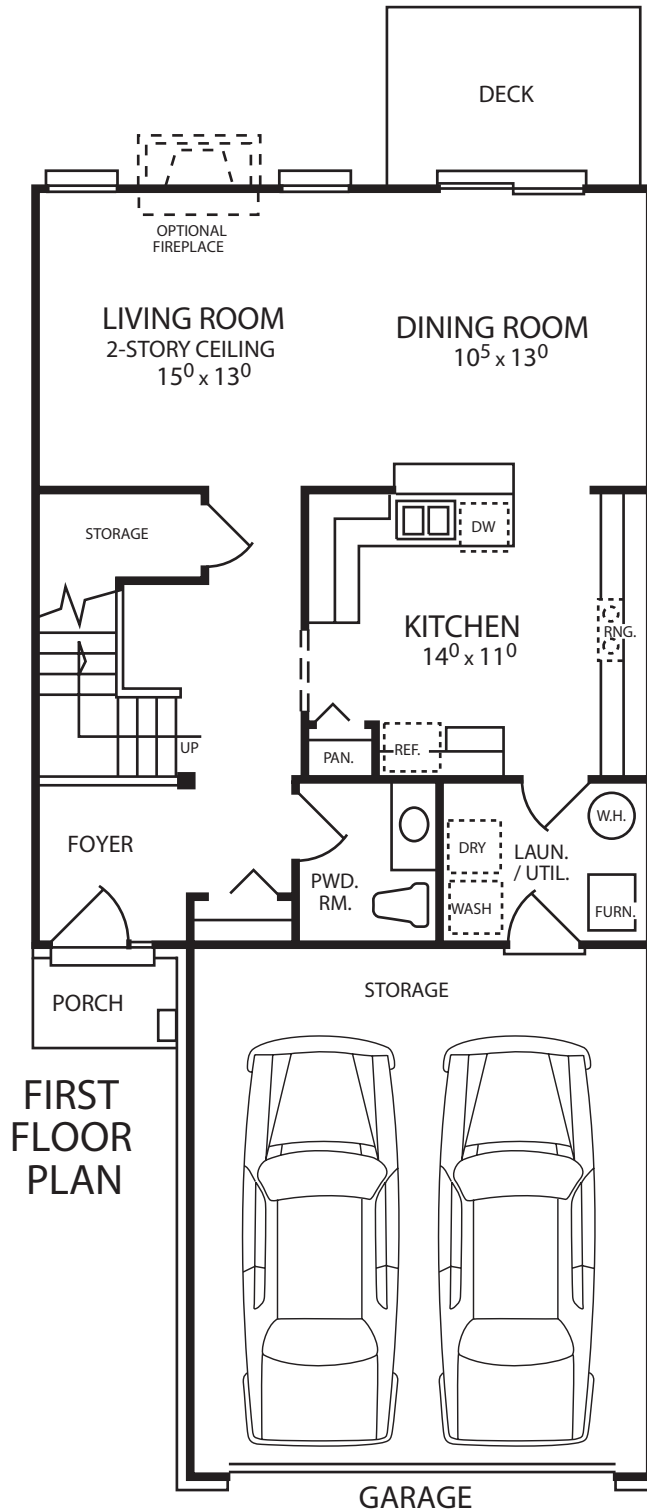 DECK
OPTIONAL
FIREPLACE
LIVING ROOM
2-STORY CEILING
15⁰ x 13⁰
DINING ROOM
10⁵ x 13⁰
STORAGE
DW
KITCHEN
14⁰ x 11⁰
RNG.
UP
PAN.
REF.
FOYER
PWD.
RM.
DRY
WASH
LAUN.
/ UTIL.
W.H.
FURN.
PORCH
STORAGE
FIRST
FLOOR
PLAN
GARAGE